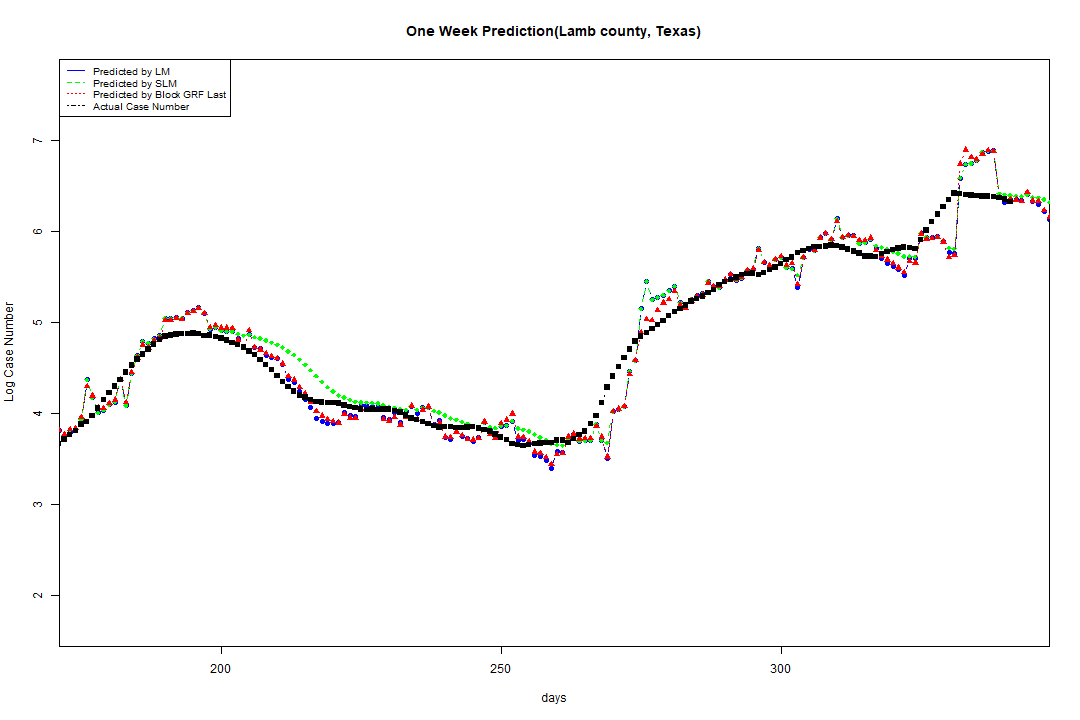 One Week Prediction(Lamb county, Texas)
Predicted by LM
Predicted by SLM
Predicted by Block GRF Last
Actual Case Number
7
6
5
4
3
2
Log Case Number
200 250 300
days